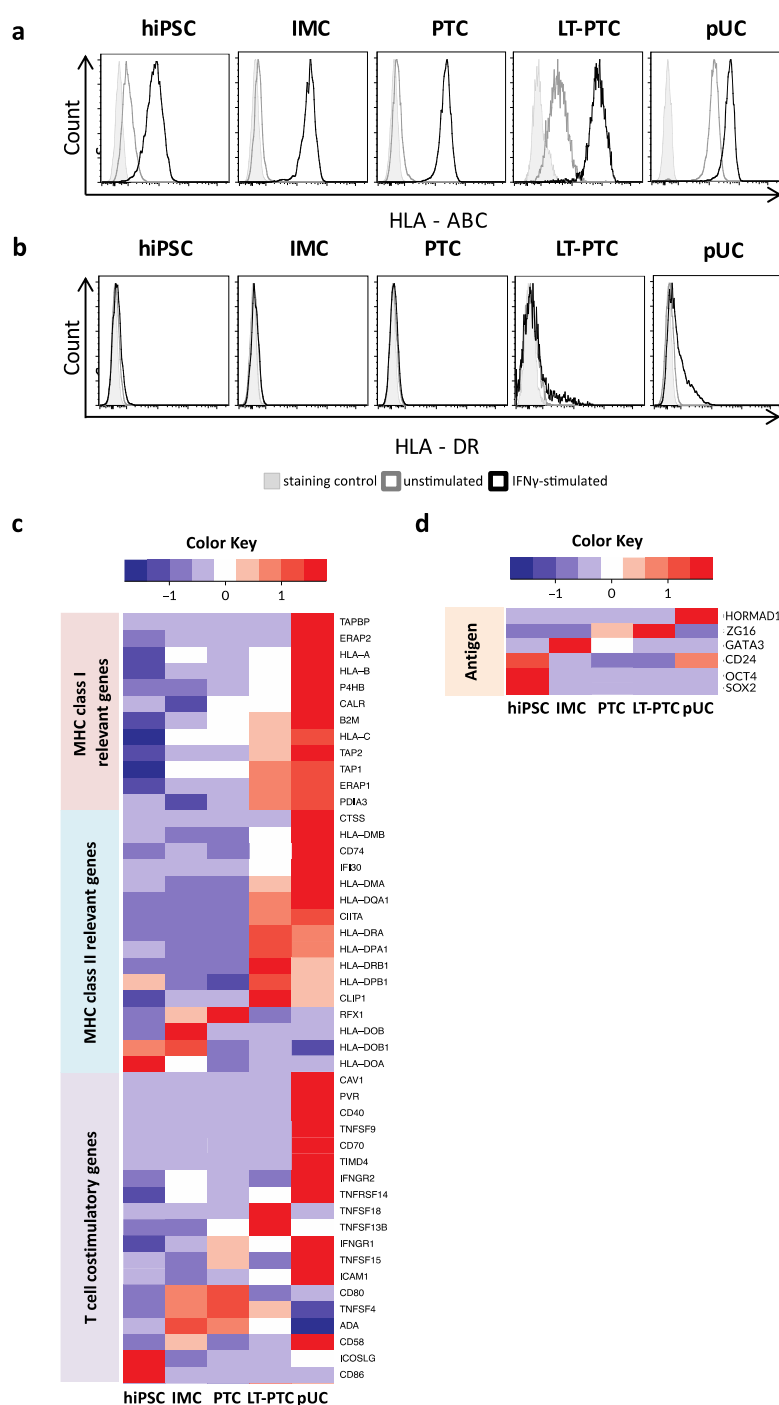 a
hiPSC IMC PTC LT-PTC pUC
Count
HLA - ABC
b
hiPSC IMC PTC LT-PTC pUC
Count
HLA - DR
staining control unstimulated IFNγ-stimulated
c
Color Key
−1 0 1
MHC class I relevant genes
TAPBP
ERAP2
HLA−A
HLA−B
P4HB
CALR
B2M
HLA−C
TAP2
TAP1
ERAP1
PDIA3
MHC class II relevant genes
CTSS
HLA−DMB
CD74
IFI30
HLA−DMA
HLA−DQA1
CIITA
HLA−DRA
HLA−DPA1
HLA−DRB1
HLA−DPB1
CLIP1
RFX1
HLA−DOB
HLA−DOB1
HLA−DOA
T cell costimulatory genes
CAV1
PVR
CD40
TNFSF9
CD70
TIMD4
IFNGR2
TNFRSF14
TNFSF18
TNFSF13B
IFNGR1
TNFSF15
ICAM1
CD80
TNFSF4
ADA
CD58
ICOSLG
CD86
hiPSC IMC PTC LT-PTC pUC
d
Color Key
−1 0 1
Antigen
HORMAD1
ZG16
GATA3
CD24
OCT4
SOX2
hiPSC IMC PTC LT-PTC pUC